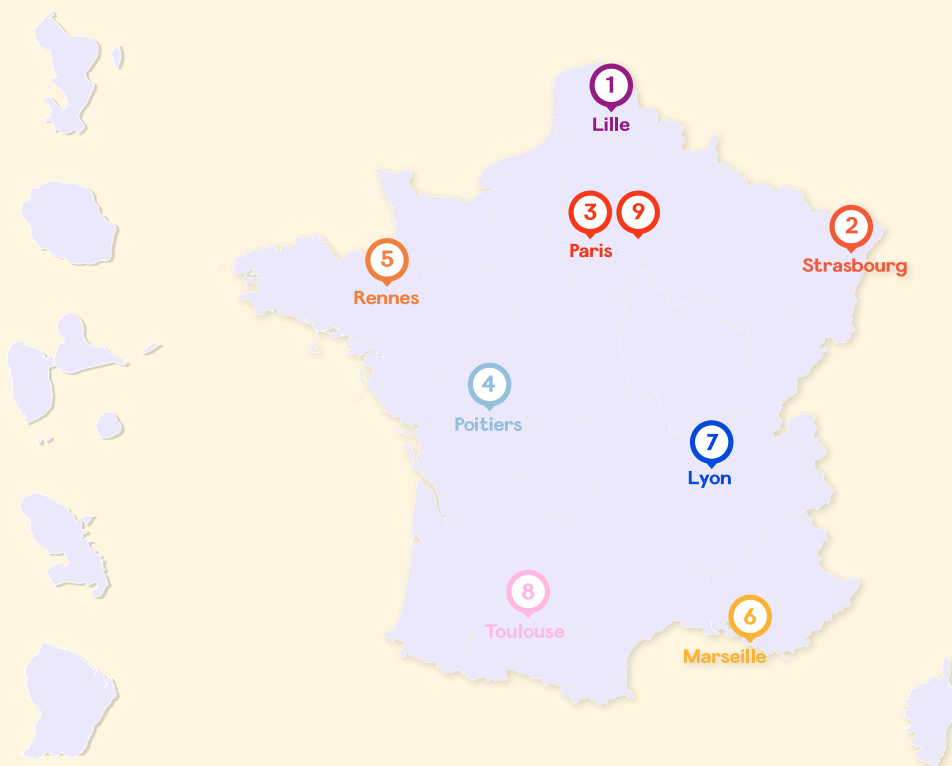 1
Lille
3 9
Paris
2
Strasbourg
5
Rennes
4
Poitiers
7
Lyon
8
Toulouse
6
Marseille